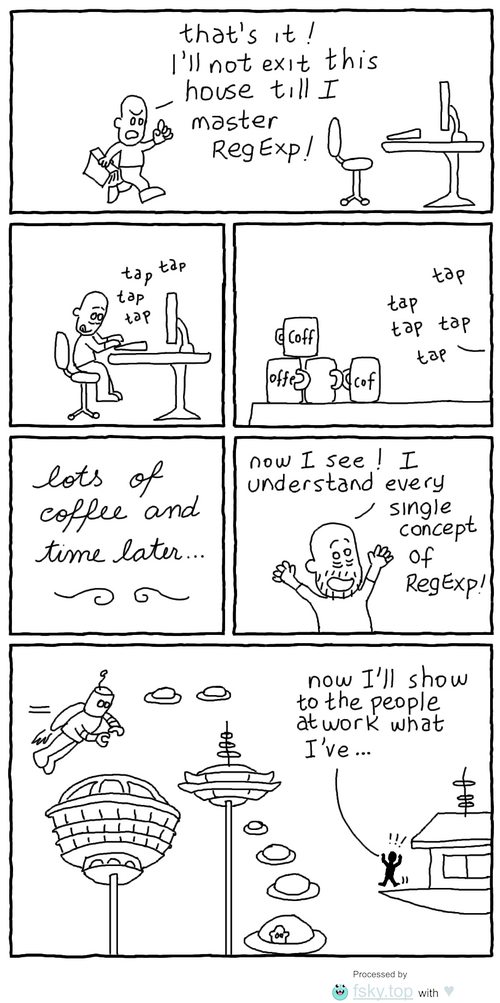 that's it!
I'll not exit this
house till I
master
RegExp!
tap tap
tap
tap
Coff
offe
Cof
tap
tap
tap tap
tap
lots of
coffee and
time later...
now I see! I
understand every
single
concept
of
RegExp!
now I'll show
to the people
at work what
I've...
!!!
Processed by
fsky.top with ♥